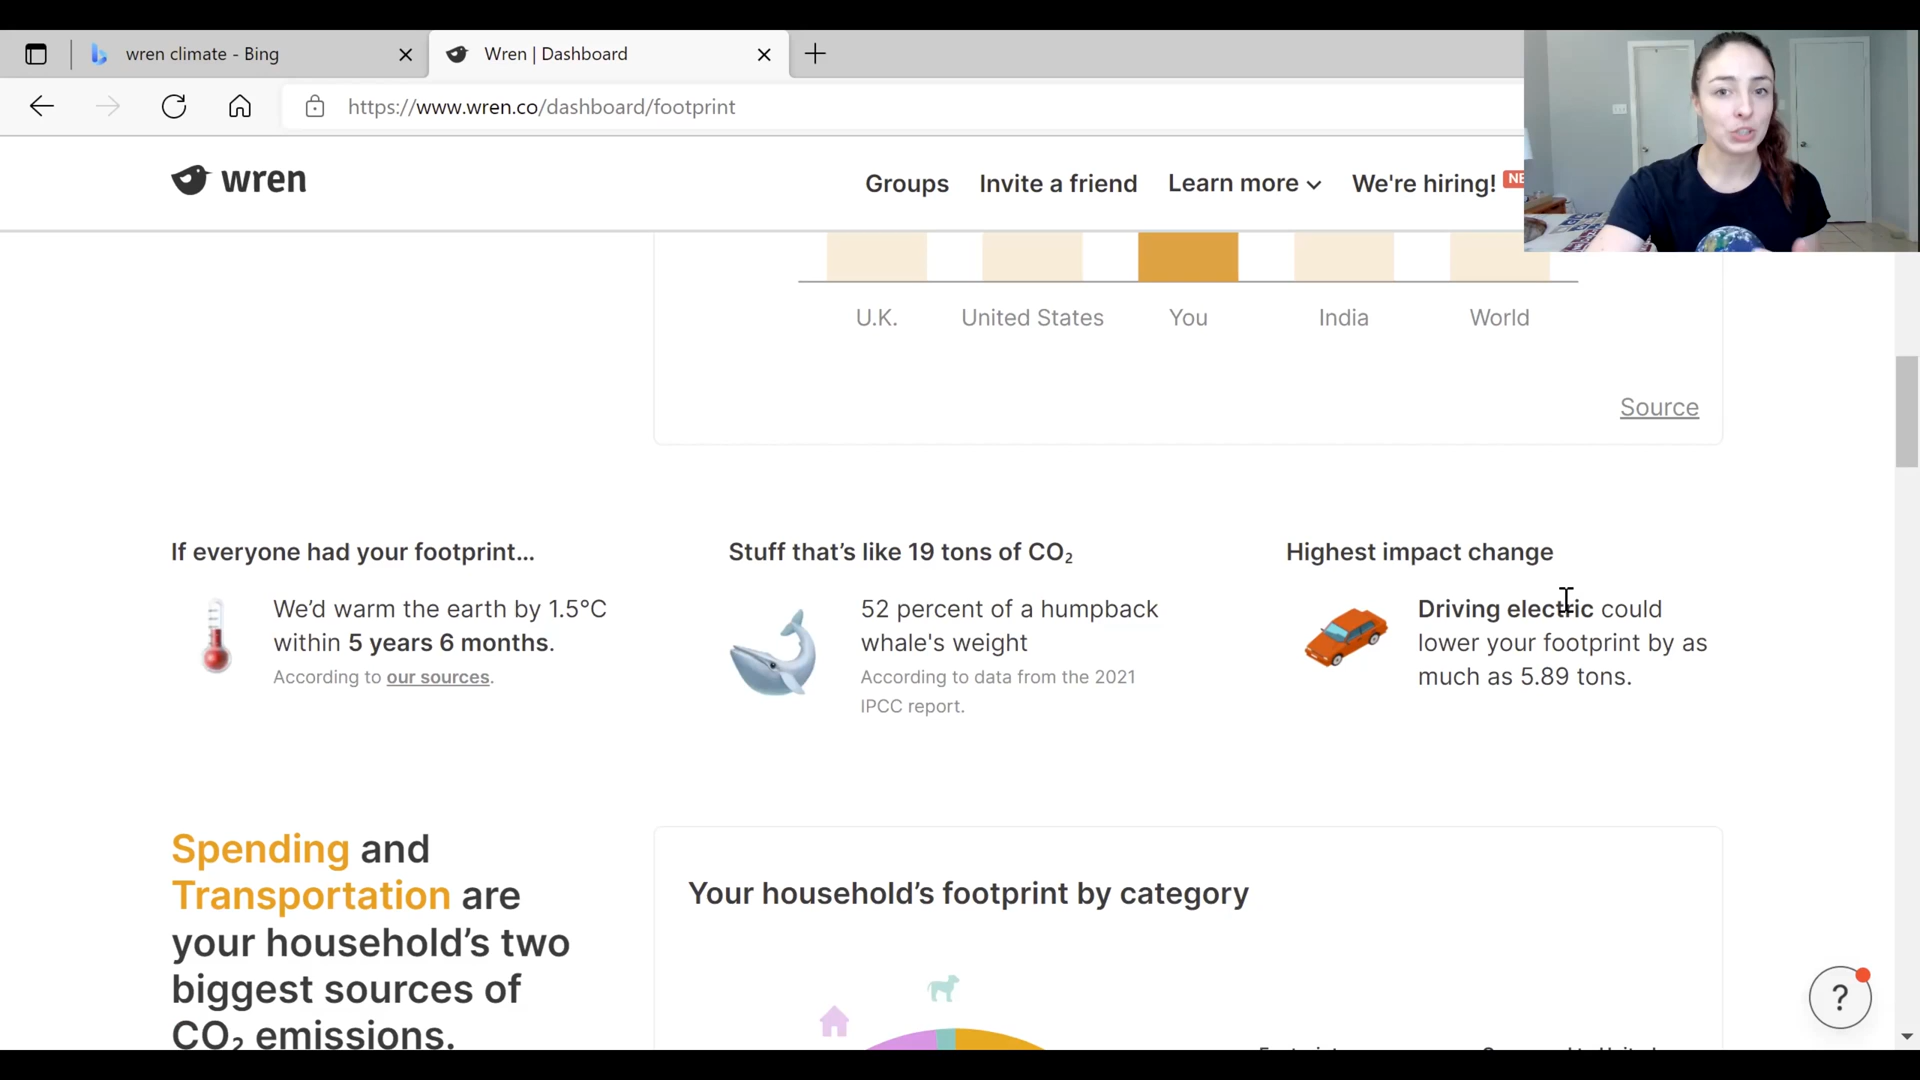 wren climate - Bing
Wren | Dashboard
https://www.wren.co/dashboard/footprint
wren
Groups
Invite a friend
Learn more
We're hiring!
U.K.
United States
You
India
World
Source
If everyone had your footprint...
We'd warm the earth by 1.5°C
within 5 years 6 months.
According to our sources.
Stuff that's like 19 tons of CO₂
52 percent of a humpback
whale's weight
According to data from the 2021
IPCC report.
Highest impact change
Driving electric could
lower your footprint by as
much as 5.89 tons.
Spending and
Transportation are
your household's two
biggest sources of
CO₂ emissions.
Your household's footprint by category
?